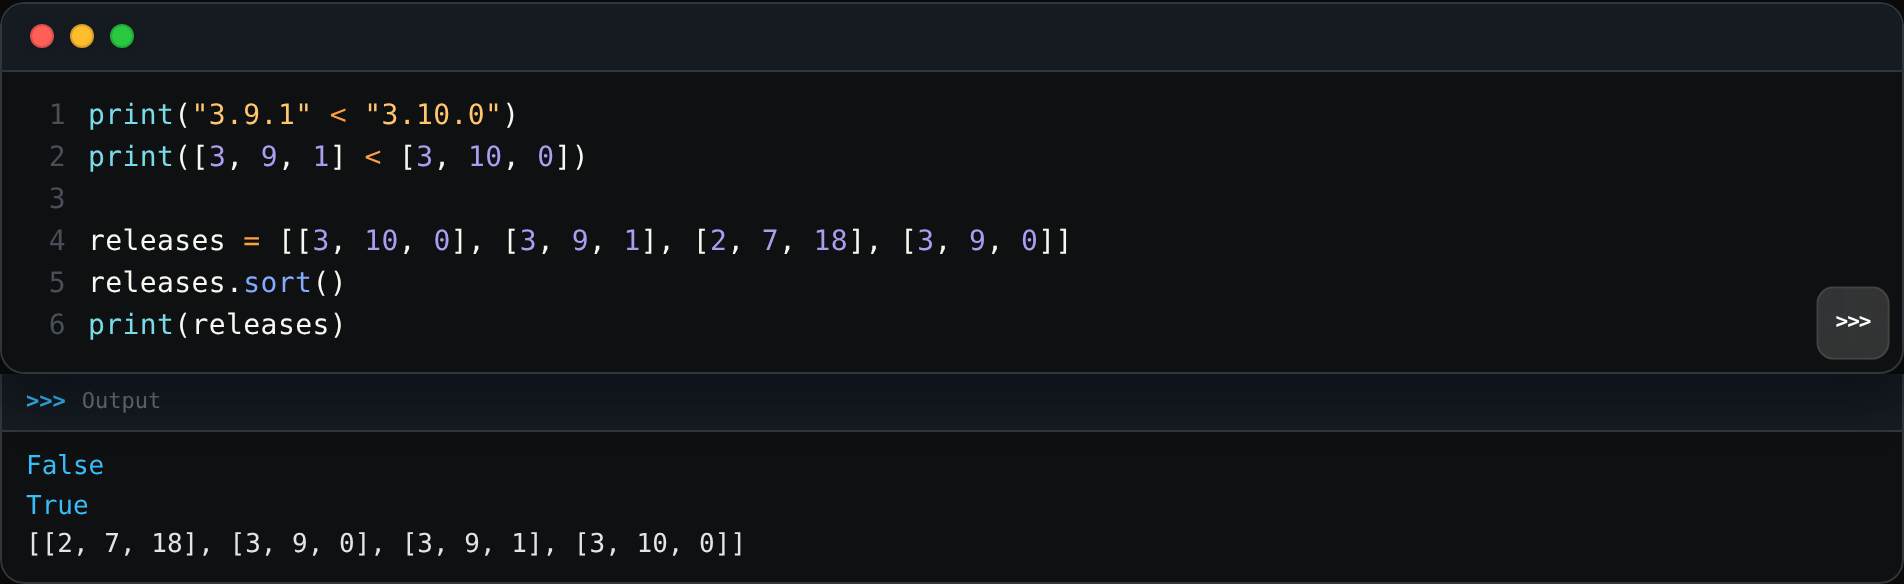 1 print("3.9.1" < "3.10.0")
2 print([3, 9, 1] < [3, 10, 0])
3
4 releases = [[3, 10, 0], [3, 9, 1], [2, 7, 18], [3, 9, 0]]
5 releases.sort()
6 print(releases)
>>>
>>> Output
False
True
[[2, 7, 18], [3, 9, 0], [3, 9, 1], [3, 10, 0]]